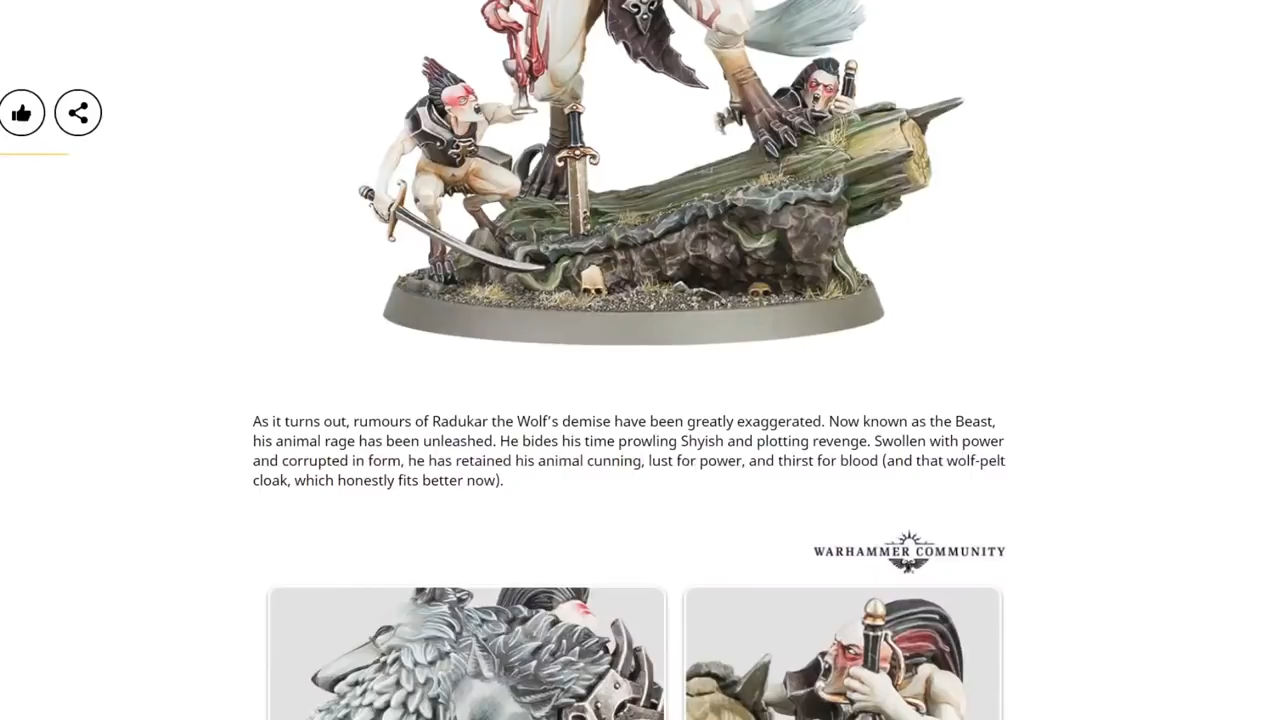 As it turns out, rumours of Radukar the Wolf's demise have been greatly exaggerated. Now known as the Beast,
his animal rage has been unleashed. He bides his time prowling Shyish and plotting revenge. Swollen with power
and corrupted in form, he has retained his animal cunning, lust for power, and thirst for blood (and that wolf-pelt
cloak, which honestly fits better now).
WARHAMMER COMMUNITY